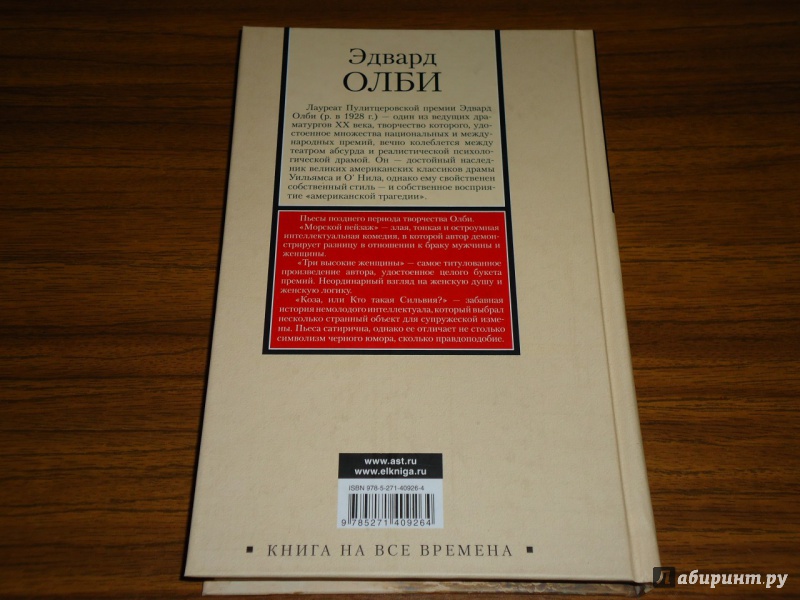 Эдвард
ОЛБИ
Лауреат Пулитцеровской премии Эдвард
Олби (р. в 1928 г.) — один из ведущих дра-
матургов XX века, творчество которого, удо-
стоенное множества национальных и между-
народных премий, вечно колеблется между
театром абсурда и реалистической психоло-
гической драмой. Он — достойный наслед-
ник великих американских классиков драмы
Уильямса и О' Нила, однако ему свойственен
собственный стиль — и собственное восприя-
тие «американской трагедии».
Пьесы позднего периода творчества Олби.
«Морской пейзаж» — злая, тонкая и остроумная
интеллектуальная комедия, в которой автор демон-
стрирует разницу в отношении к браку мужчины и
женщины.
«Три высокие женщины» — самое титулованное
произведение автора, удостоенное целого букета
премий. Неординарный взгляд на женскую душу и
женскую логику.
«Коза, или Кто такая Сильвия?» — забавная
история немолодого интеллектуала, который выбрал
несколько странный объект для супружеской изме-
ны. Пьеса сатирична, однако ее отличает не столько
символизм черного юмора, сколько правдоподобие.
www.ast.ru
www.elkniga.ru
ISBN 978-5-271-40926-4
9 785271 409264
▪ КНИГА НА ВСЕ ВРЕМЕНА ▪
Лабиринт.ру